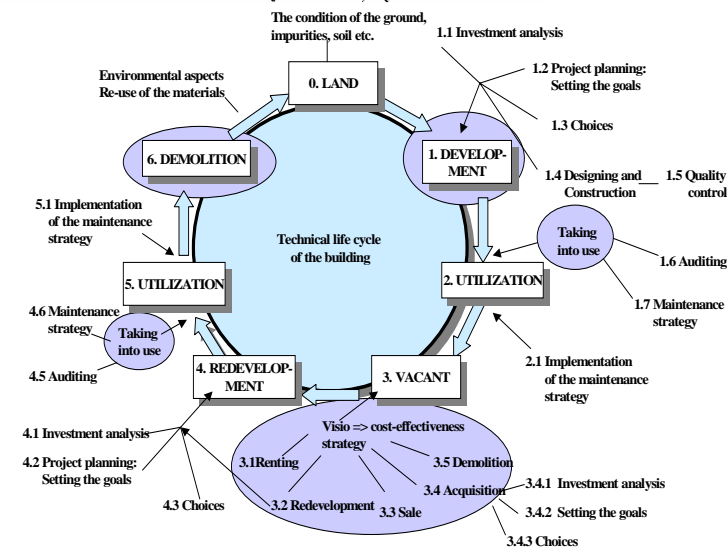 The condition of the ground,
impurities, soil etc.
1.1 Investment analysis
Environmental aspects
Re-use of the materials
0. LAND
1.2 Project planning:
Setting the goals
1.3 Choices
6. DEMOLITION
1. DEVELOP-
MENT
1.4 Designing and
Construction
1.5 Quality
control
5.1 Implementation
of the maintenance
strategy
Technical life cycle
of the building
Taking
into use
1.6 Auditing
5. UTILIZATION
2. UTILIZATION
1.7 Maintenance
strategy
4.6 Maintenance
strategy
Taking
into use
4.5 Auditing
4. REDEVELOP-
MENT
3. VACANT
2.1 Implementation
of the maintenance
strategy
4.1 Investment analysis
4.2 Project planning:
Setting the goals
4.3 Choices
Visio => cost-effectiveness
strategy
3.1Renting
3.2 Redevelopment
3.3 Sale
3.4 Acquisition
3.5 Demolition
3.4.1 Investment analysis
3.4.2 Setting the goals
3.4.3 Choices